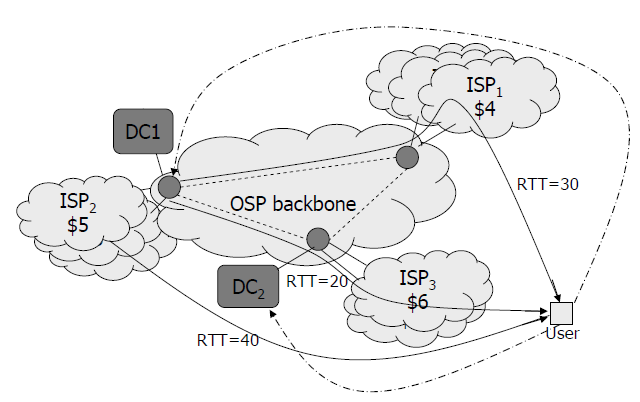 ISP1
$4
DC1
RTT=30
ISP2
$5
OSP backbone
ISP3
$6
DC2
RTT=20
User
RTT=40